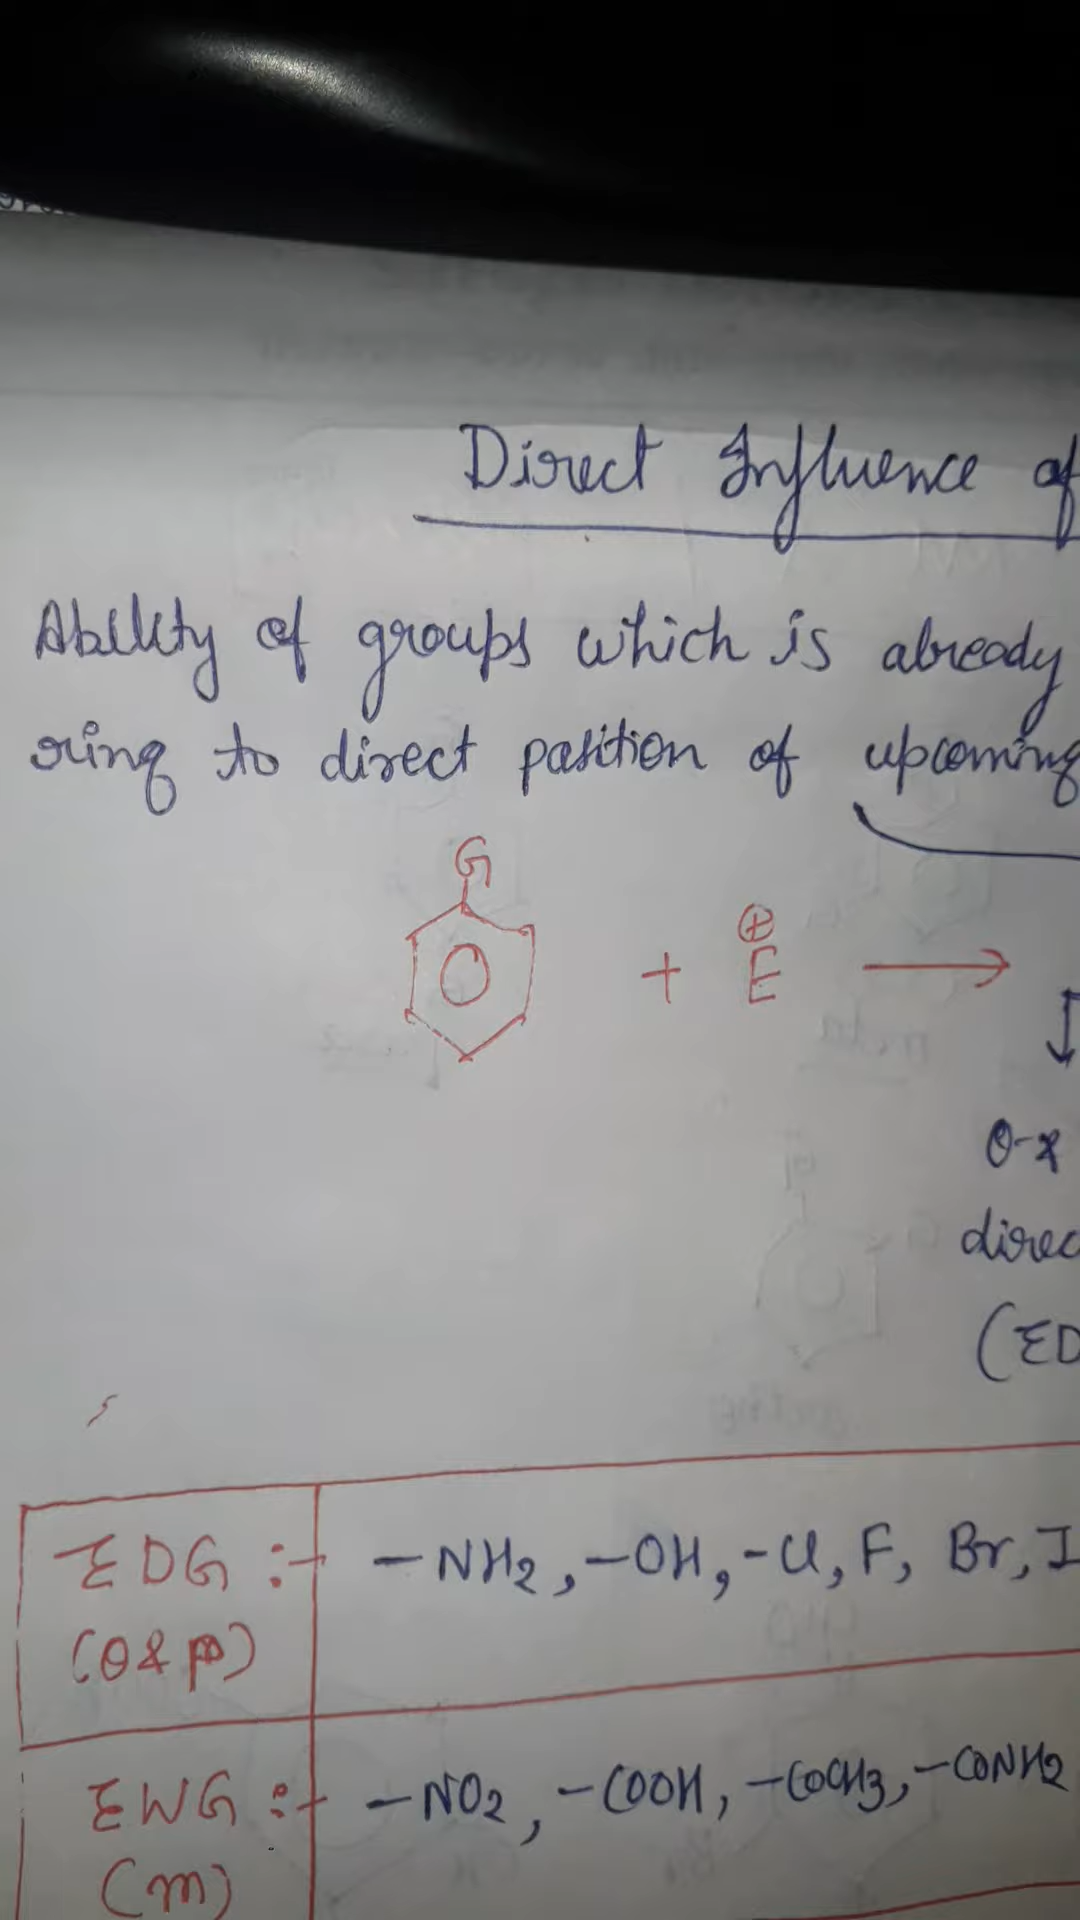 Direct Influence of
Ability of groups which is already
ring to direct position of upcoming
G
+ E⊕ →
↓
O-&
direc
(ED
EDG :- -NH2, -OH, -Cl, F, Br, I
(O&P)
EWG :- -NO2, -COOH, -COCH3, -CONH2
(m)